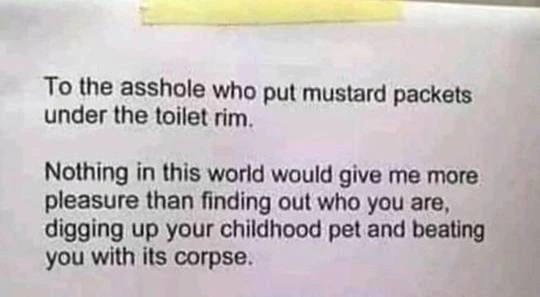 To the asshole who put mustard packets
under the toilet rim.
Nothing in this world would give me more
pleasure than finding out who you are,
digging up your childhood pet and beating
you with its corpse.